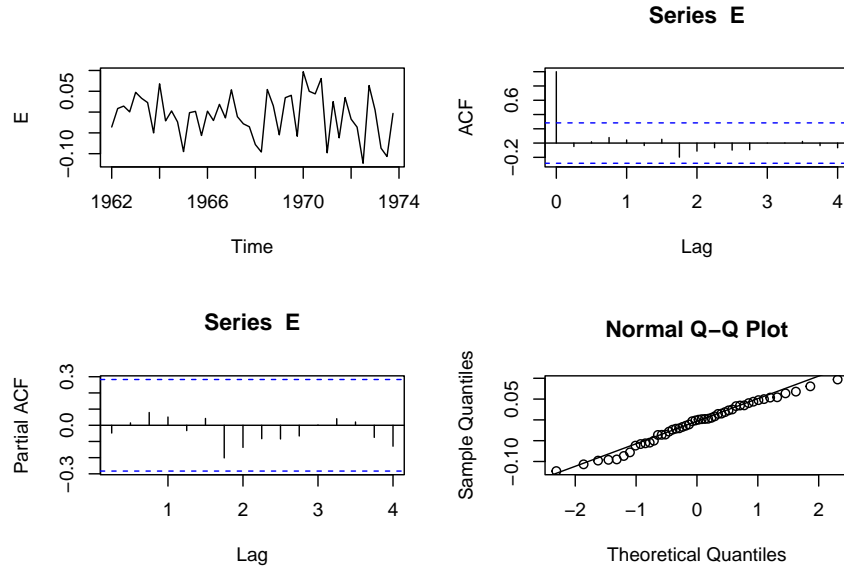 E
−0.10
0.05
1962
1966
1970
1974
Time
Series E
ACF
−0.2
0.6
0
1
2
3
4
Lag
Series E
Partial ACF
−0.3
0.0
0.3
1
2
3
4
Lag
Normal Q−Q Plot
Sample Quantiles
−0.10
0.05
−2
−1
0
1
2
Theoretical Quantiles